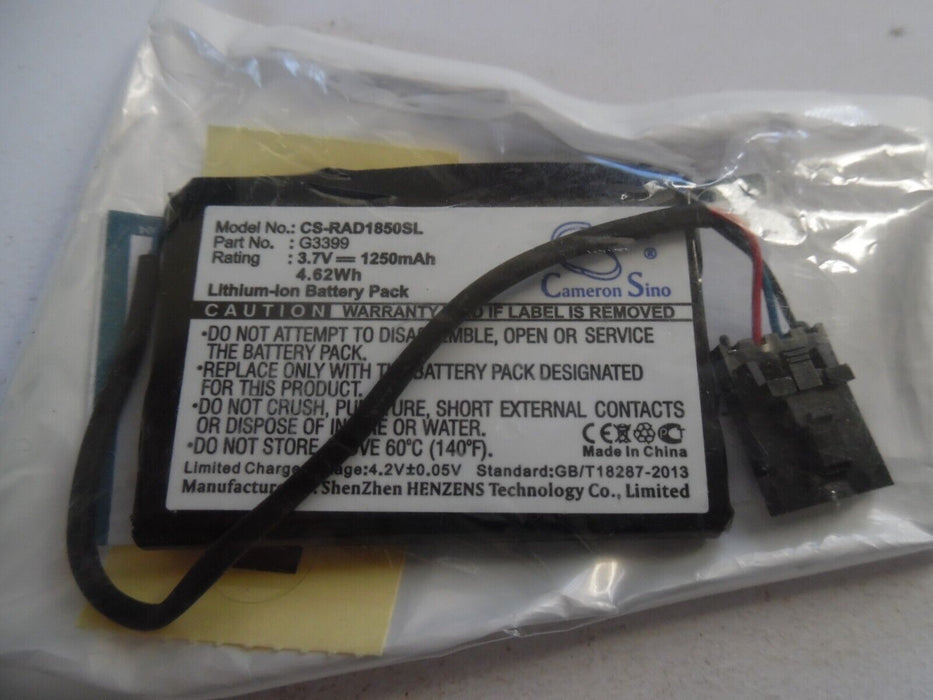 Model No.: CS-RAD1850SL
Part No. : G3399
Rating : 3.7V 1250mAh
4.62Wh
Lithium-ion Battery Pack
® Cameron Sino
CAUTION WARRANTY IF LABEL IS REMOVED
•DO NOT ATTEMPT TO OPEN OR SERVICE
THE BATTERY PACK.
•REPLACE ONLY WITH BATTERY PACK DESIGNATED
FOR THIS PRODUCT.
•DO NOT CRUSH, SHORT EXTERNAL CONTACTS
OR DISPOSE OF OR WATER.
•DO NOT STORE 60°C (140°F).
CE
Made in China
Limited :4.2V±0.05V Standard:GB/T18287-2013
ShenZhen HENZENS Technology Co., Limited